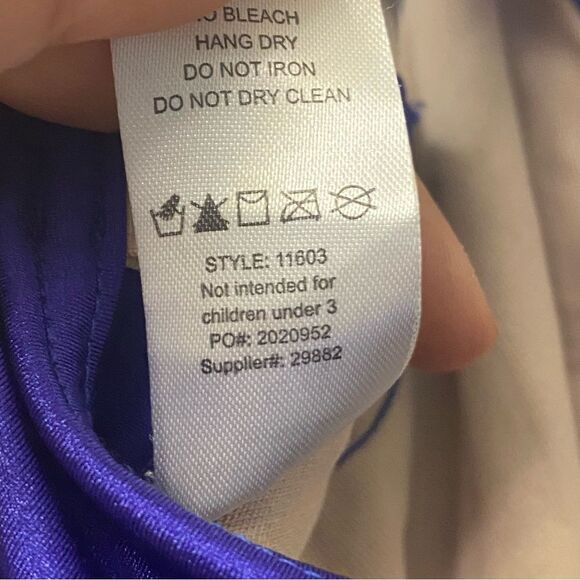 NO BLEACH
HANG DRY
DO NOT IRON
DO NOT DRY CLEAN
STYLE: 11603
Not intended for
children under 3
PO#: 2020952
Supplier#: 29882